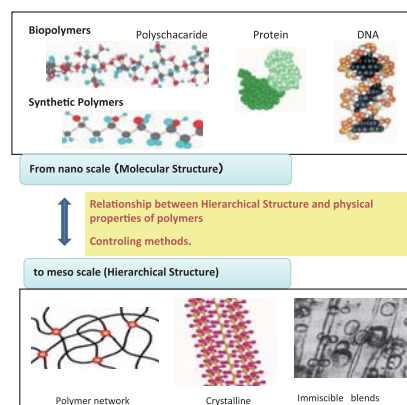 Biopolymers
Polyschacaride
Protein
DNA
Synthetic Polymers
From nano scale (Molecular Structure)
Relationship between Hierarchical Structure and physical
properties of polymers
Controling methods.
to meso scale (Hierarchical Structure)
Polymer network
Crystalline
Immiscible blends